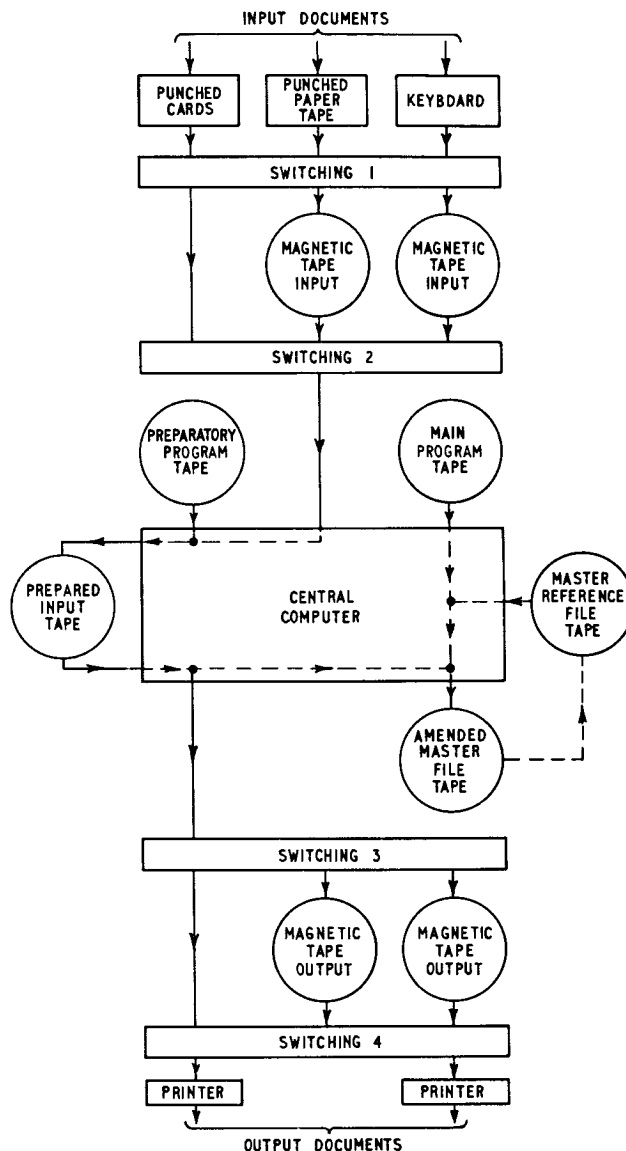 INPUT DOCUMENTS
PUNCHED
CARDS
PUNCHED
PAPER
TAPE
KEYBDARD
SWITCHING 1
MAGNETIC
TAPE
INPUT
MAGNETIC
TAPE
INPUT
SWITCHING 2
PREPARATORY
PROGRAM
TAPE
MAIN
PROGRAM
TAPE
PREPARED
INPUT
TAPE
CENTRAL
COMPUTER
MASTER
REFERENCE
FILE
TAPE
AMENDED
MASTER
FILE
TAPE
SWITCHING 3
MAGNETIC
TAPE
OUTPUT
MAGNETIC
TAPE
OUTPUT
SWITCHING 4
PRINTER
PRINTER
OUTPUT DOCUMENTS